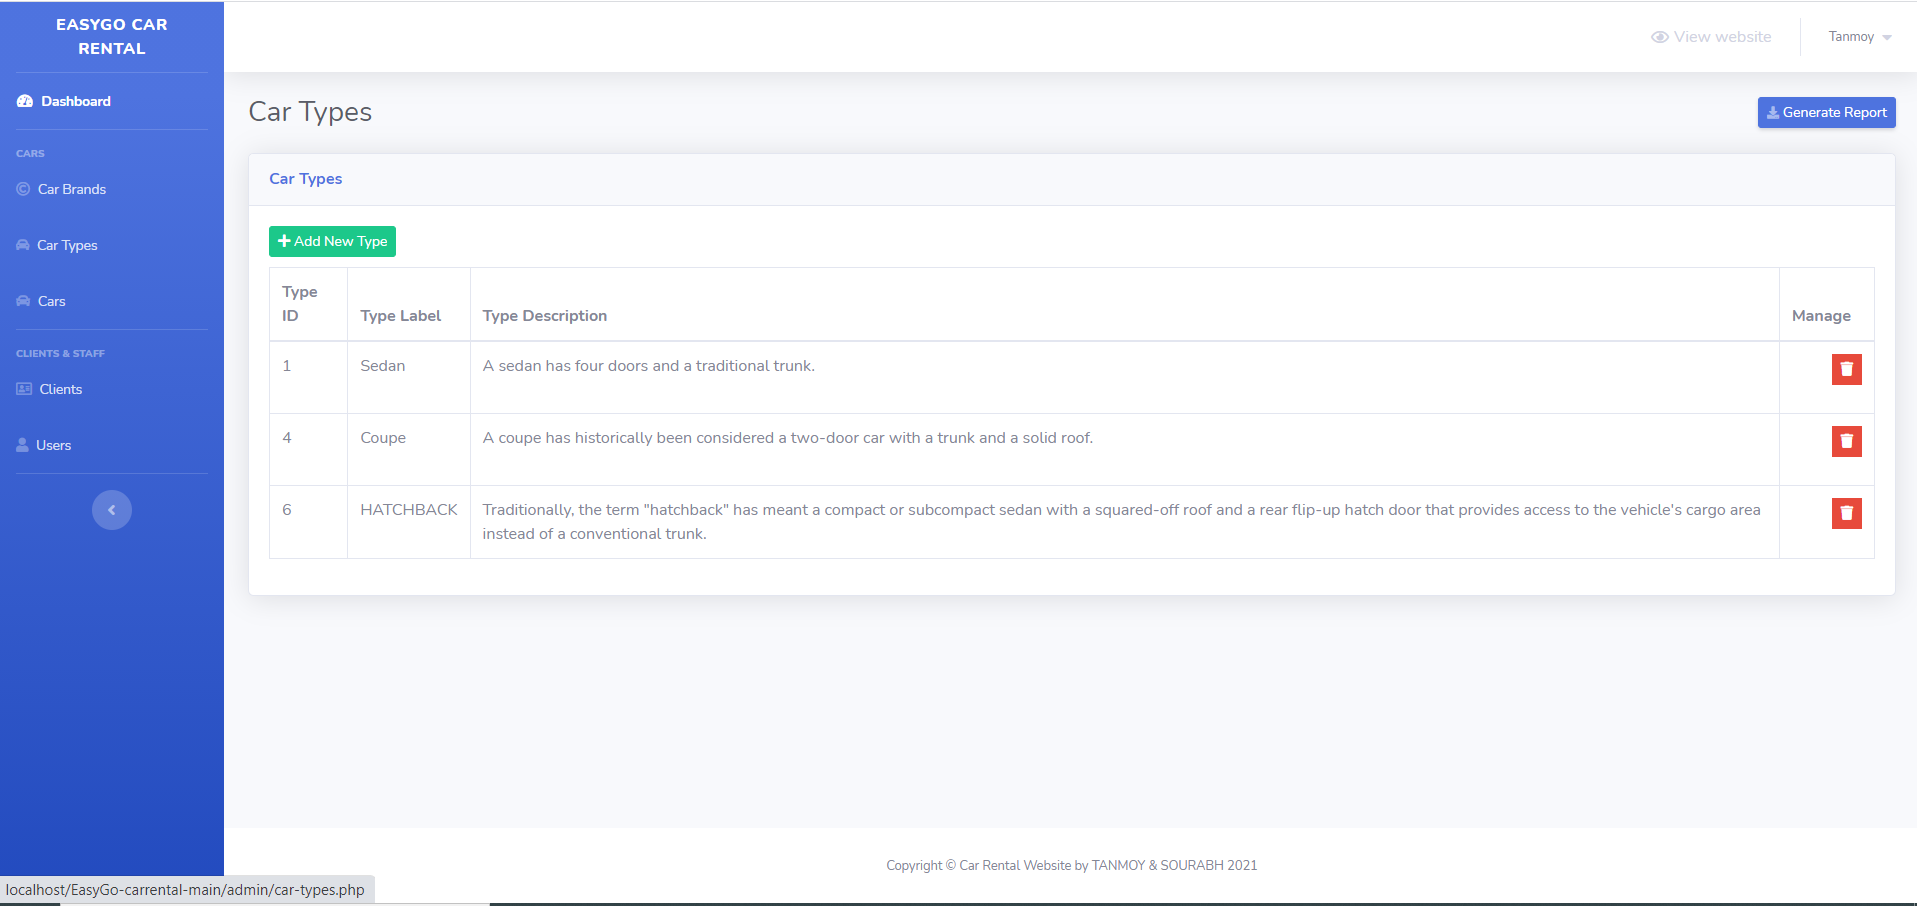 EASYGO CAR
RENTAL
View website
Tanmoy
Dashboard
CARS
Car Brands
Car Types
Cars
CLIENTS & STAFF
Clients
Users
Car Types
Generate Report
Car Types
Add New Type
Type
ID
Type Label
Type Description
Manage
1
Sedan
A sedan has four doors and a traditional trunk.
4
Coupe
A coupe has historically been considered a two-door car with a trunk and a solid roof.
6
HATCHBACK
Traditionally, the term "hatchback" has meant a compact or subcompact sedan with a squared-off roof and a rear flip-up hatch door that provides access to the vehicle's cargo area
instead of a conventional trunk.
Copyright © Car Rental Website by TANMOY & SOURABH 2021
localhost/EasyGo-carrental-main/admin/car-types.php